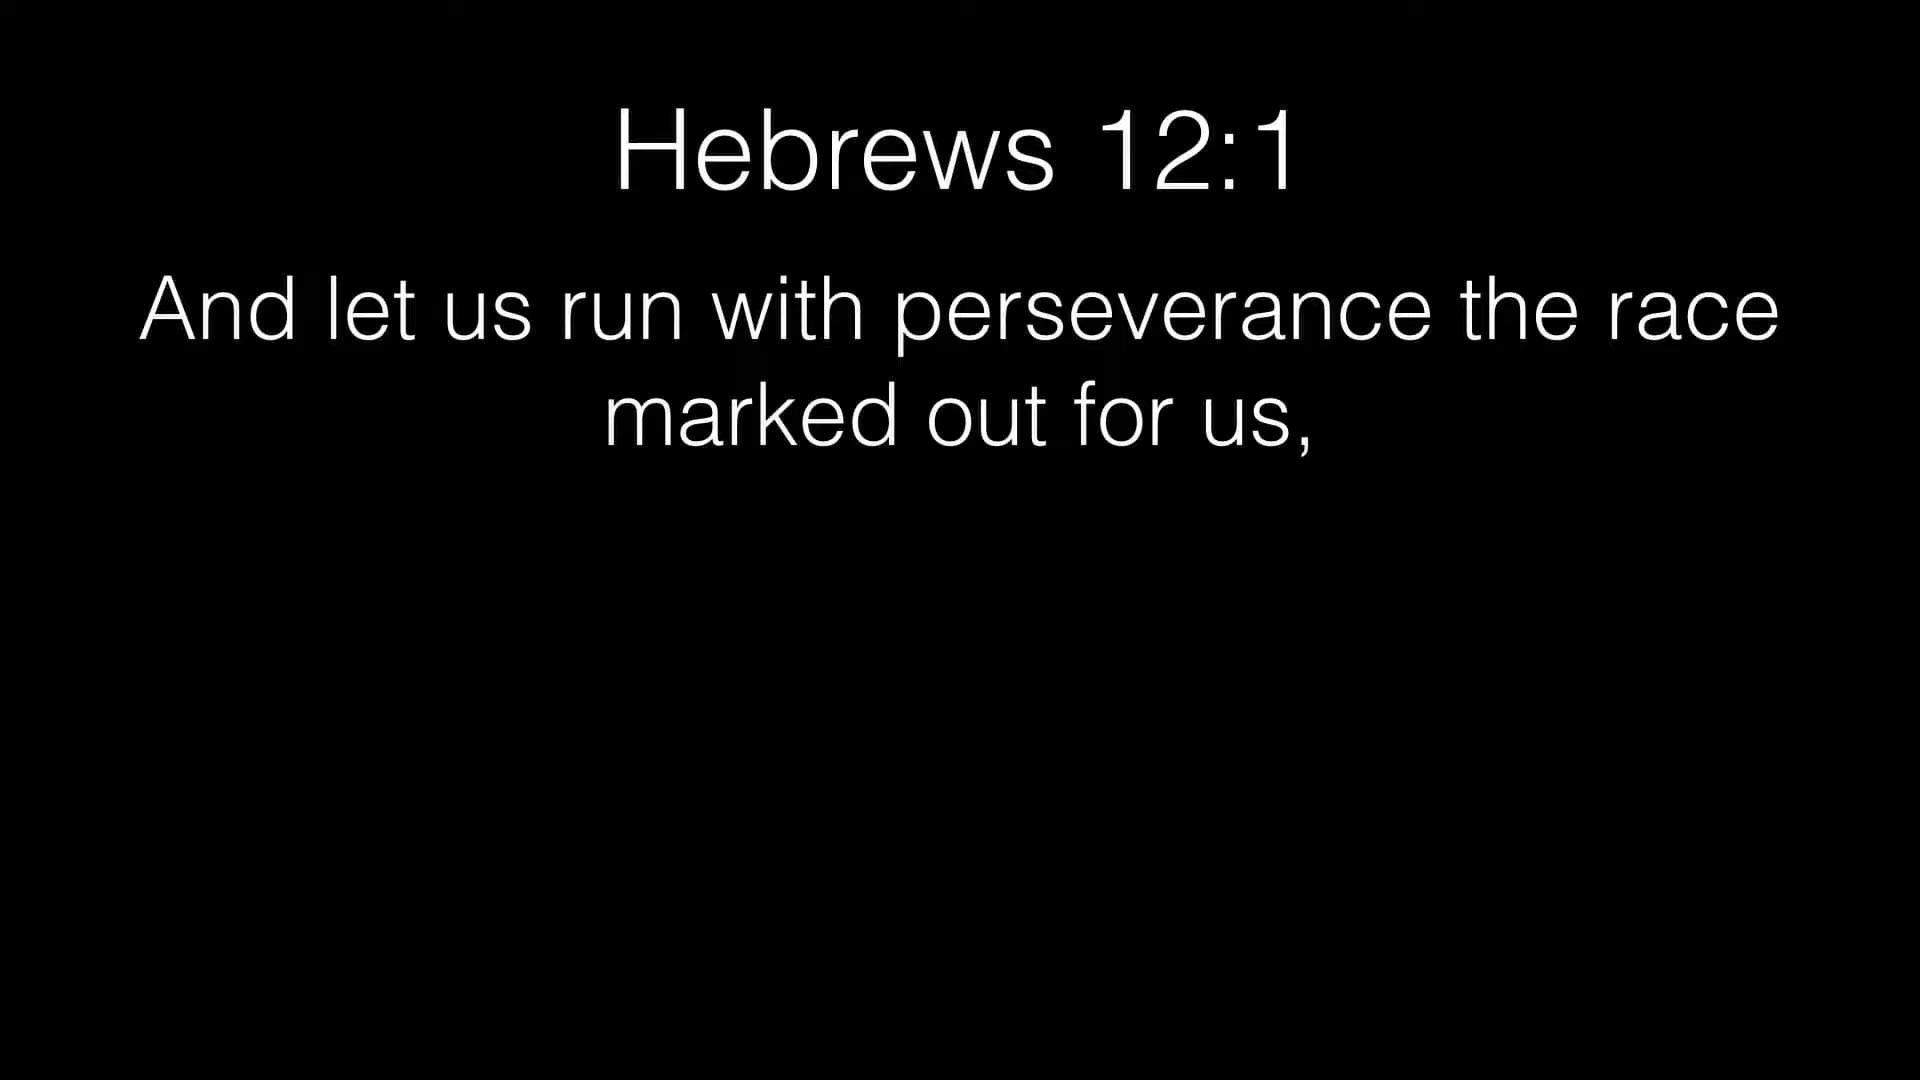 Hebrews 12:1
And let us run with perseverance the race
marked out for us,